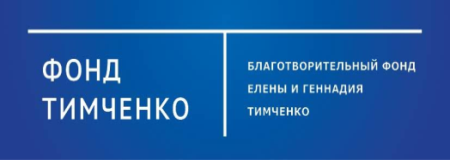 ФОНД
ТИМЧЕНКО
БЛАГОТВОРИТЕЛЬНЫЙ ФОНД
ЕЛЕНЫ И ГЕННАДИЯ
ТИМЧЕНКО